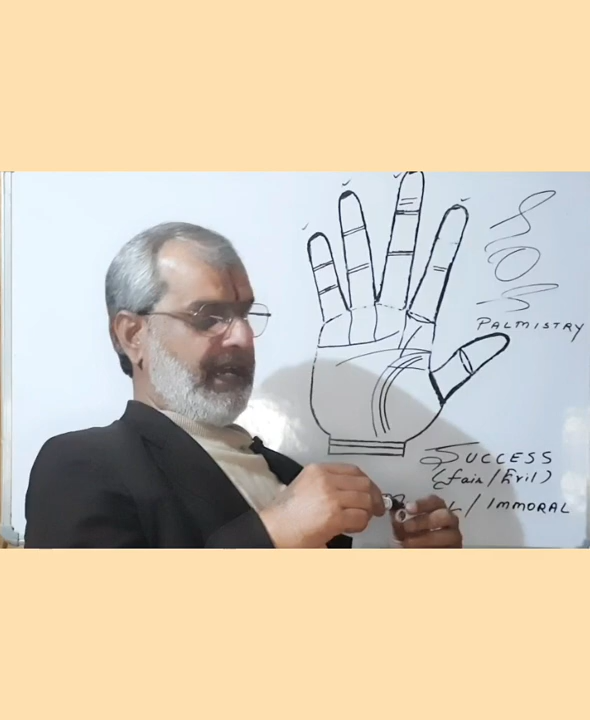 S
O
S
PALMISTRY
SUCCESS
(fair/Evil)
/ IMMORAL